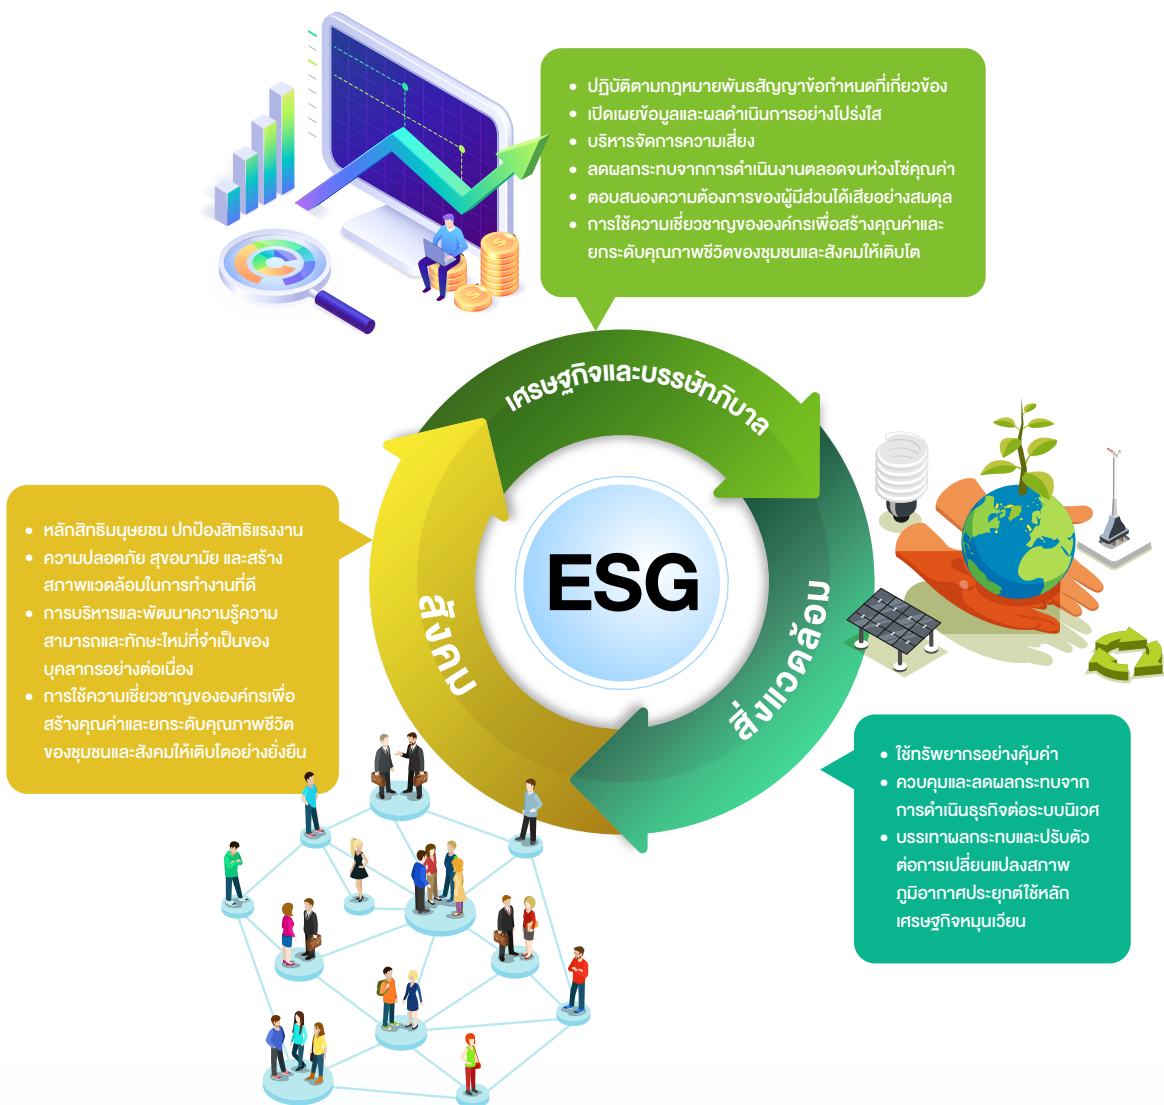 • ปฏิบัติตามกฎหมายพันธสัญญาข้อกำหนดที่เกี่ยวข้อง
• เปิดเผยข้อมูลและผลดำเนินการอย่างโปร่งใส
• บริหารจัดการความเสี่ยง
• ลดผลกระทบจากการดำเนินงานตลอดจนห่วงโซ่คุณค่า
• ตอบสนองความต้องการของผู้มีส่วนได้เสียอย่างสมดุล
• การใช้ความเชี่ยวชาญขององค์กรเพื่อสร้างคุณค่าและ
ยกระดับคุณภาพชีวิตของชุมชนและสังคมให้เติบโต
เศรษฐกิจและบรรษัทภิบาล
• หลักสิทธิมนุษยชน ปกป้องสิทธิแรงงาน
• ความปลอดภัย สุขอนามัย และสร้าง
สภาพแวดล้อมในการทำงานที่ดี
• การบริหารและพัฒนาความรู้ความ
สามารถและทักษะใหม่ที่จำเป็นของ
บุคลากรอย่างต่อเนื่อง
• การใช้ความเชี่ยวชาญขององค์กรเพื่อ
สร้างคุณค่าและยกระดับคุณภาพชีวิต
ของชุมชนและสังคมให้เติบโตอย่างยั่งยืน
สังคม
ESG
สิ่งแวดล้อม
• ใช้ทรัพยากรอย่างคุ้มค่า
• ควบคุมและลดผลกระทบจาก
การดำเนินธุรกิจต่อระบบนิเวศ
• บรรเทาผลกระทบและปรับตัว
ต่อการเปลี่ยนแปลงสภาพ
ภูมิอากาศประยุกต์ใช้หลัก
เศรษฐกิจหมุนเวียน